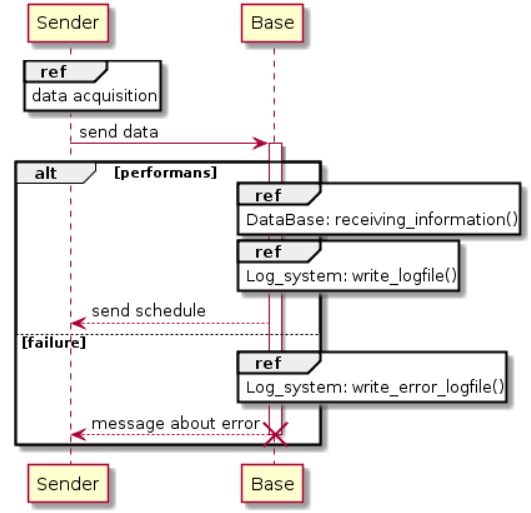 Sender Base
ref
data acquisition
send data
alt [performans]
ref
DataBase: receiving_information()
ref
Log_system: write_logfile()
send schedule
[failure]
ref
Log_system: write_error_logfile()
message about error
Sender Base